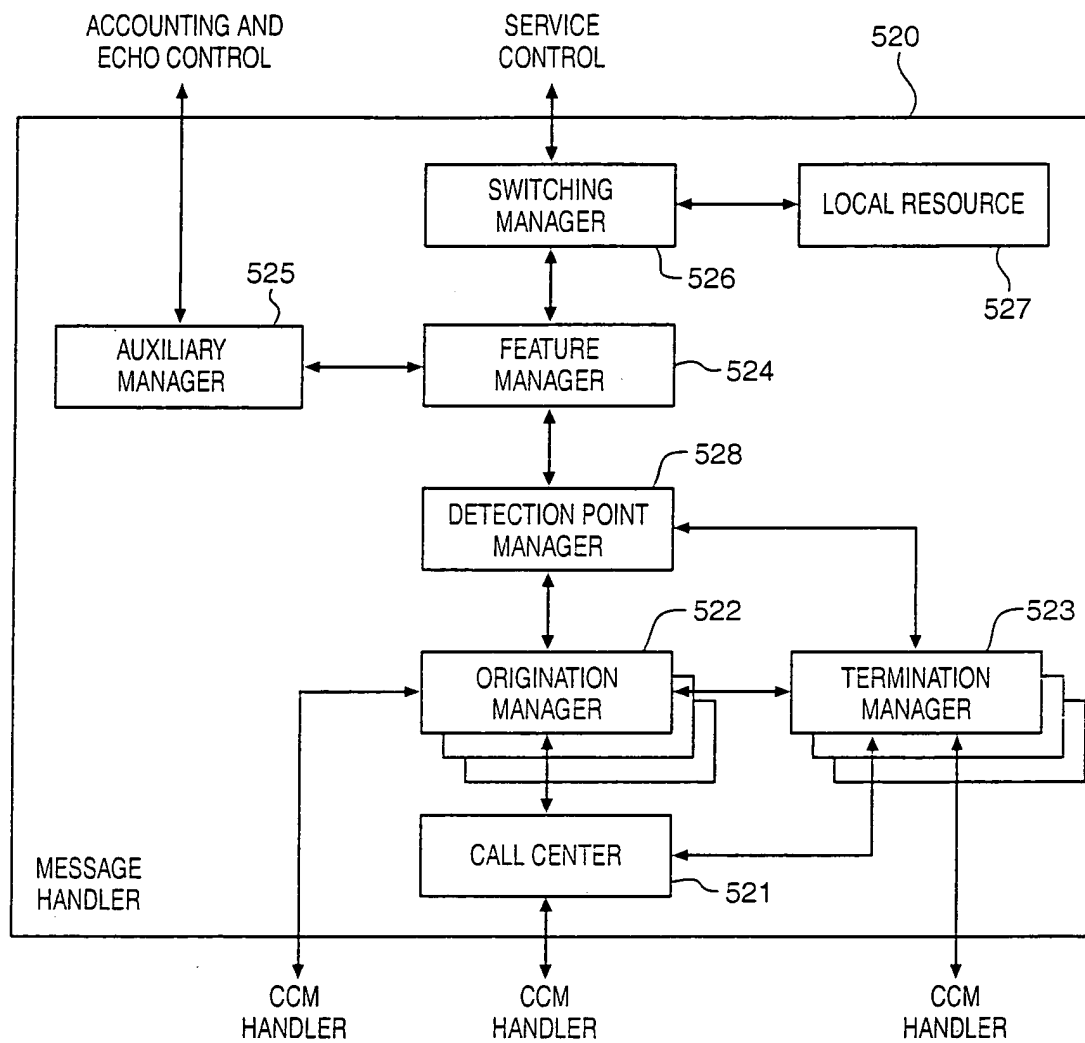 ACCOUNTING AND
ECHO CONTROL
SERVICE
CONTROL
520
SWITCHING
MANAGER
LOCAL RESOURCE
526
527
525
AUXILIARY
MANAGER
FEATURE
MANAGER
524
528
DETECTION POINT
MANAGER
522
523
ORIGINATION
MANAGER
TERMINATION
MANAGER
CALL CENTER
521
MESSAGE
HANDLER
CCM
HANDLER
CCM
HANDLER
CCM
HANDLER